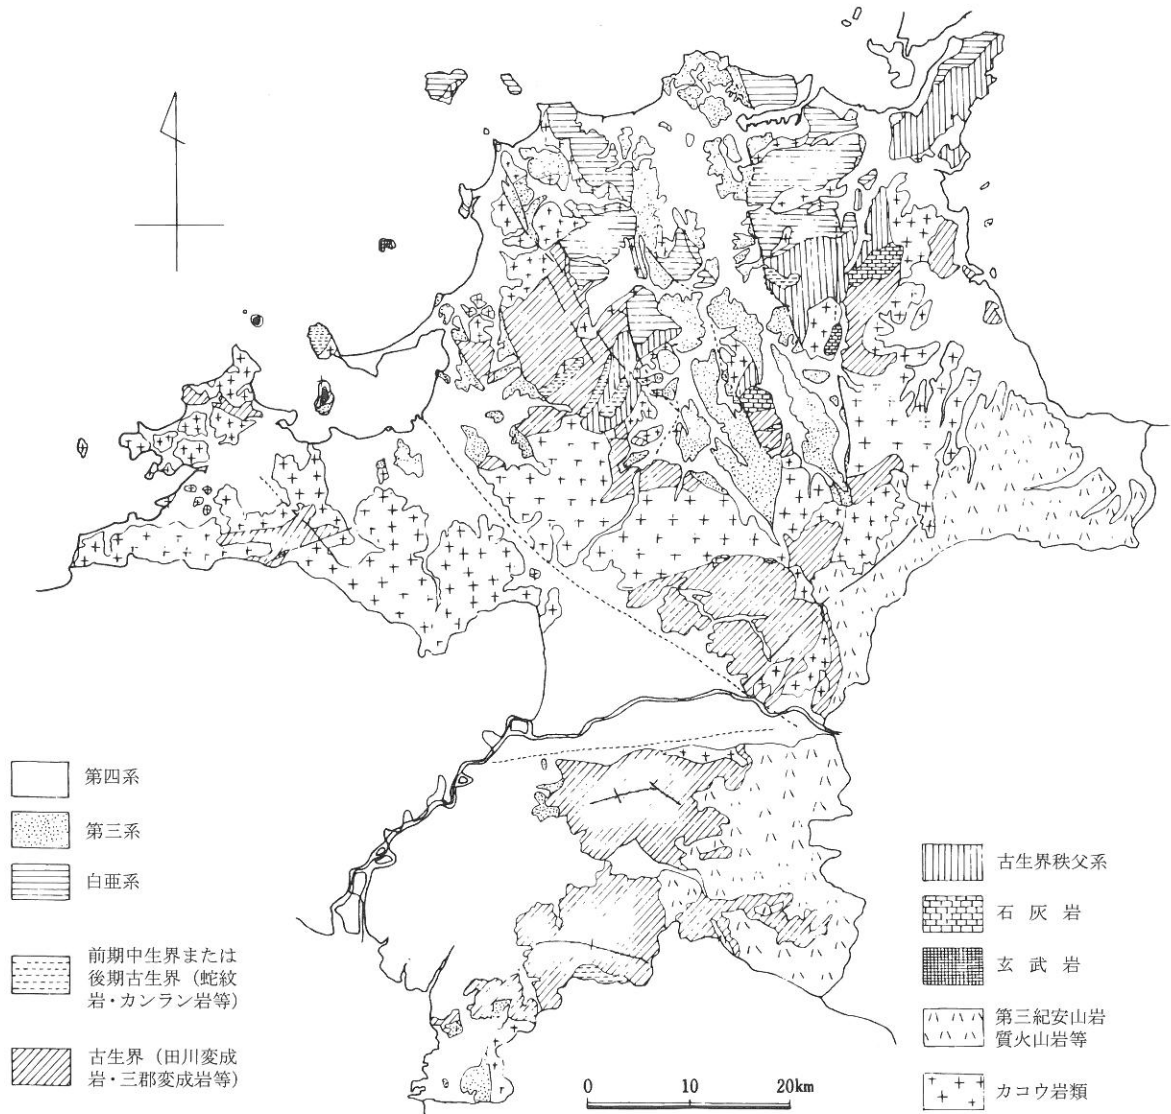 第四系
第三系
白亜系
前期中生界または
後期古生界（蛇紋
岩・カンラン岩等）
古生界（田川変成
岩・三郡変成岩等）
古生界秩父系
石灰岩
玄武岩
第三紀安山岩
質火山岩等
カコウ岩類
0 10 20km